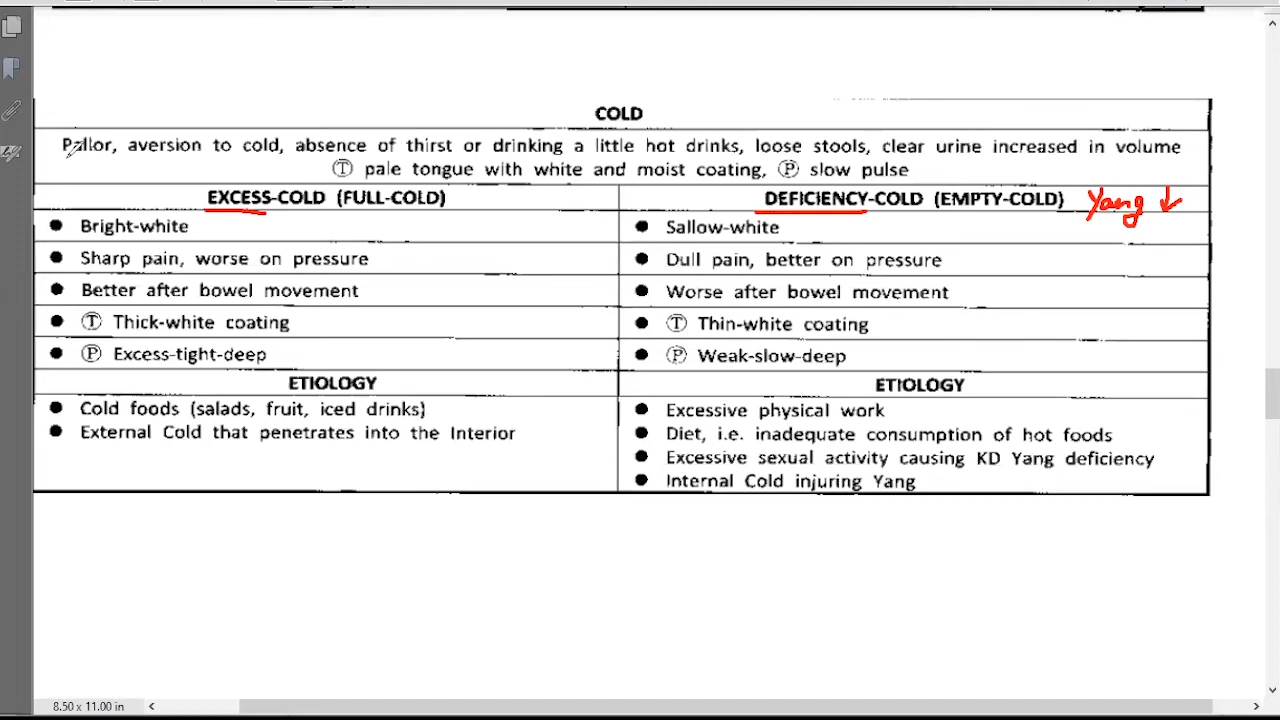 COLD
Pallor, aversion to cold, absence of thirst or drinking a little hot drinks, loose stools, clear urine increased in volume
Ⓣ pale tongue with white and moist coating, Ⓟ slow pulse
EXCESS-COLD (FULL-COLD)
DEFICIENCY-COLD (EMPTY-COLD) Yang ↓
● Bright-white
● Sallow-white
● Sharp pain, worse on pressure
● Dull pain, better on pressure
● Better after bowel movement
● Worse after bowel movement
● Ⓣ Thick-white coating
● Ⓣ Thin-white coating
● Ⓟ Excess-tight-deep
● Ⓟ Weak-slow-deep
ETIOLOGY
● Cold foods (salads, fruit, iced drinks)
● External Cold that penetrates into the Interior
ETIOLOGY
● Excessive physical work
● Diet, i.e. inadequate consumption of hot foods
● Excessive sexual activity causing KD Yang deficiency
● Internal Cold injuring Yang
8.50 x 11.00 in